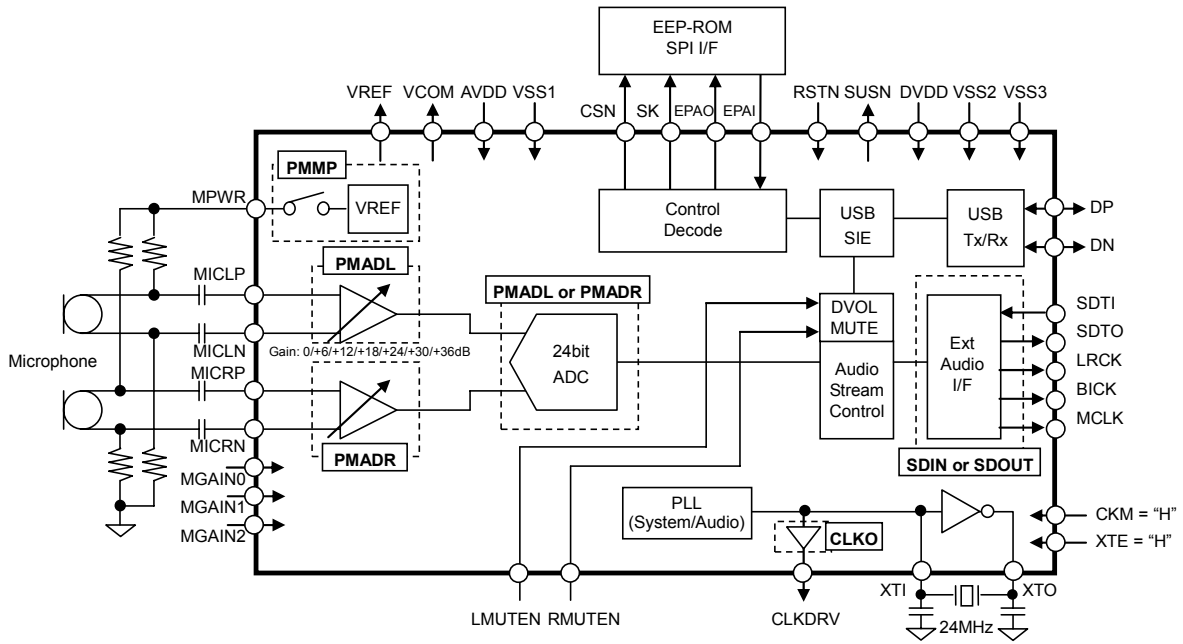 EEP-ROM
SPI I/F
VREF
VCOM
AVDD
VSS1
CSN
SK
EPAO
EPAI
RSTN
SUSN
DVDD
VSS2
VSS3
PMMP
MPWR
VREF
Control
Decode
USB
SIE
USB
Tx/Rx
DP
DN
PMADL
MICLP
PMADL or PMADR
MICLN
Gain: 0/+6/+12/+18/+24/+30/+36dB
Microphone
24bit
ADC
DVOL
MUTE
Audio
Stream
Control
Ext
Audio
I/F
SDTI
SDTO
LRCK
BICK
MCLK
MICRP
MICRN
PMADR
SDIN or SDOUT
MGAIN0
MGAIN1
MGAIN2
PLL
(System/Audio)
CLKO
CKM = “H”
XTE = “H”
LMUTEN
RMUTEN
CLKDRV
XTI
XTO
24MHz